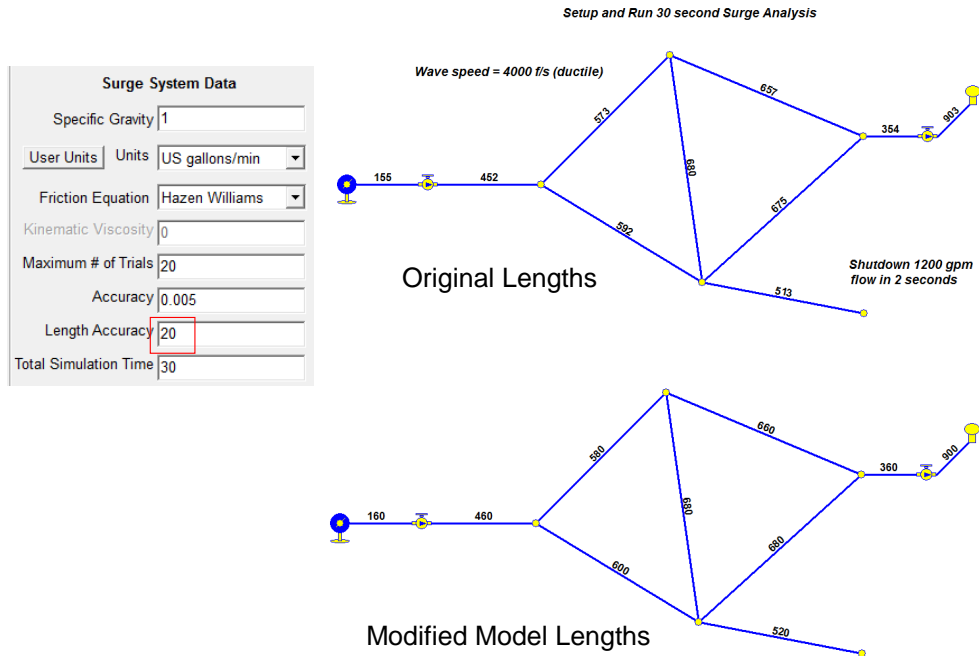 Setup and Run 30 second Surge Analysis
Surge System Data
Specific Gravity 1
User Units Units US gallons/min
Friction Equation Hazen Williams
Kinematic Viscosity 0
Maximum # of Trials 20
Accuracy 0.005
Length Accuracy 20
Total Simulation Time 30
Wave speed = 4000 f/s (ductile)
155
452
573
592
680
657
675
354
903
513
Original Lengths
Shutdown 1200 gpm
flow in 2 seconds
160
460
580
600
680
660
680
360
900
520
Modified Model Lengths